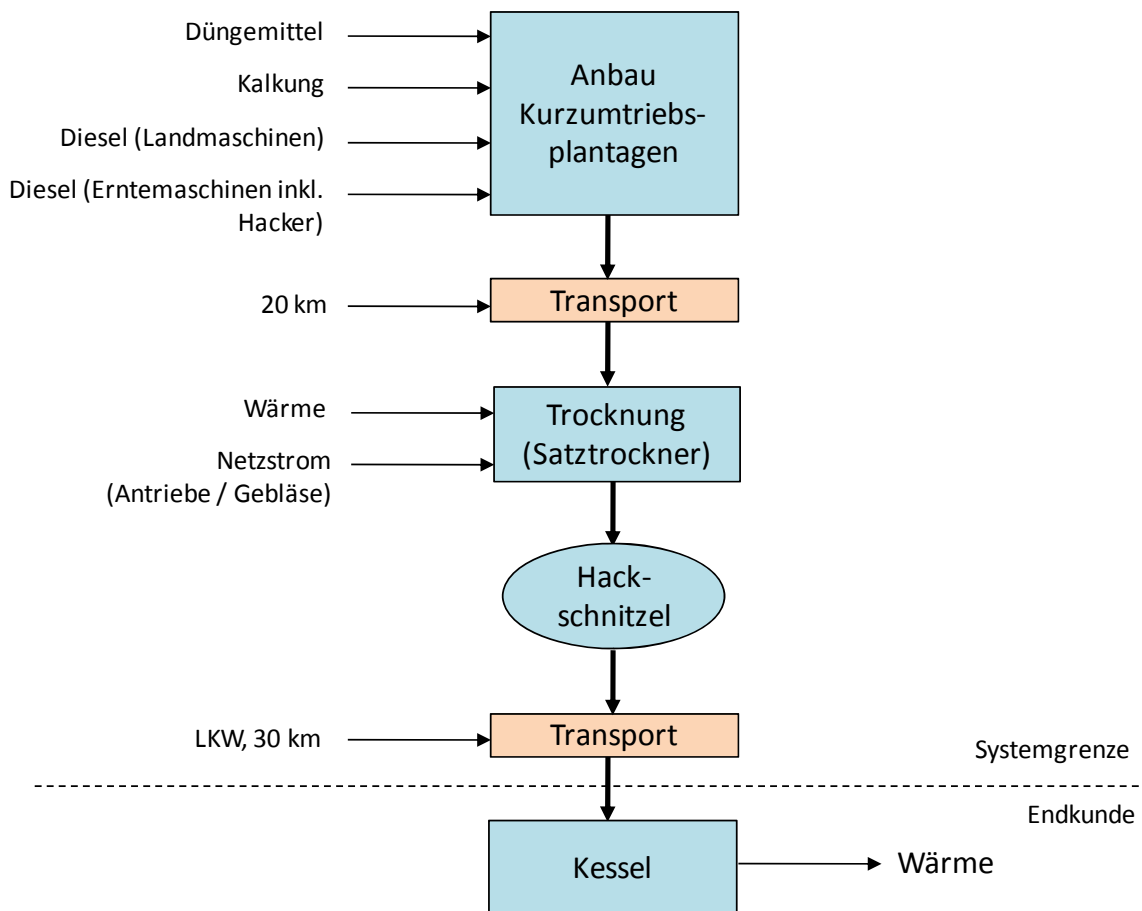 Düngemittel
Kalkung
Diesel (Landmaschinen)
Diesel (Erntemaschinen inkl.
Hacker)
Anbau
Kurzumtriebs-
plantagen
20 km
Transport
Wärme
Netzstrom
(Antriebe / Gebläse)
Trocknung
(Satztrockner)
Hack-
schnitzel
LKW, 30 km
Transport
Systemgrenze
Endkunde
Kessel
Wärme